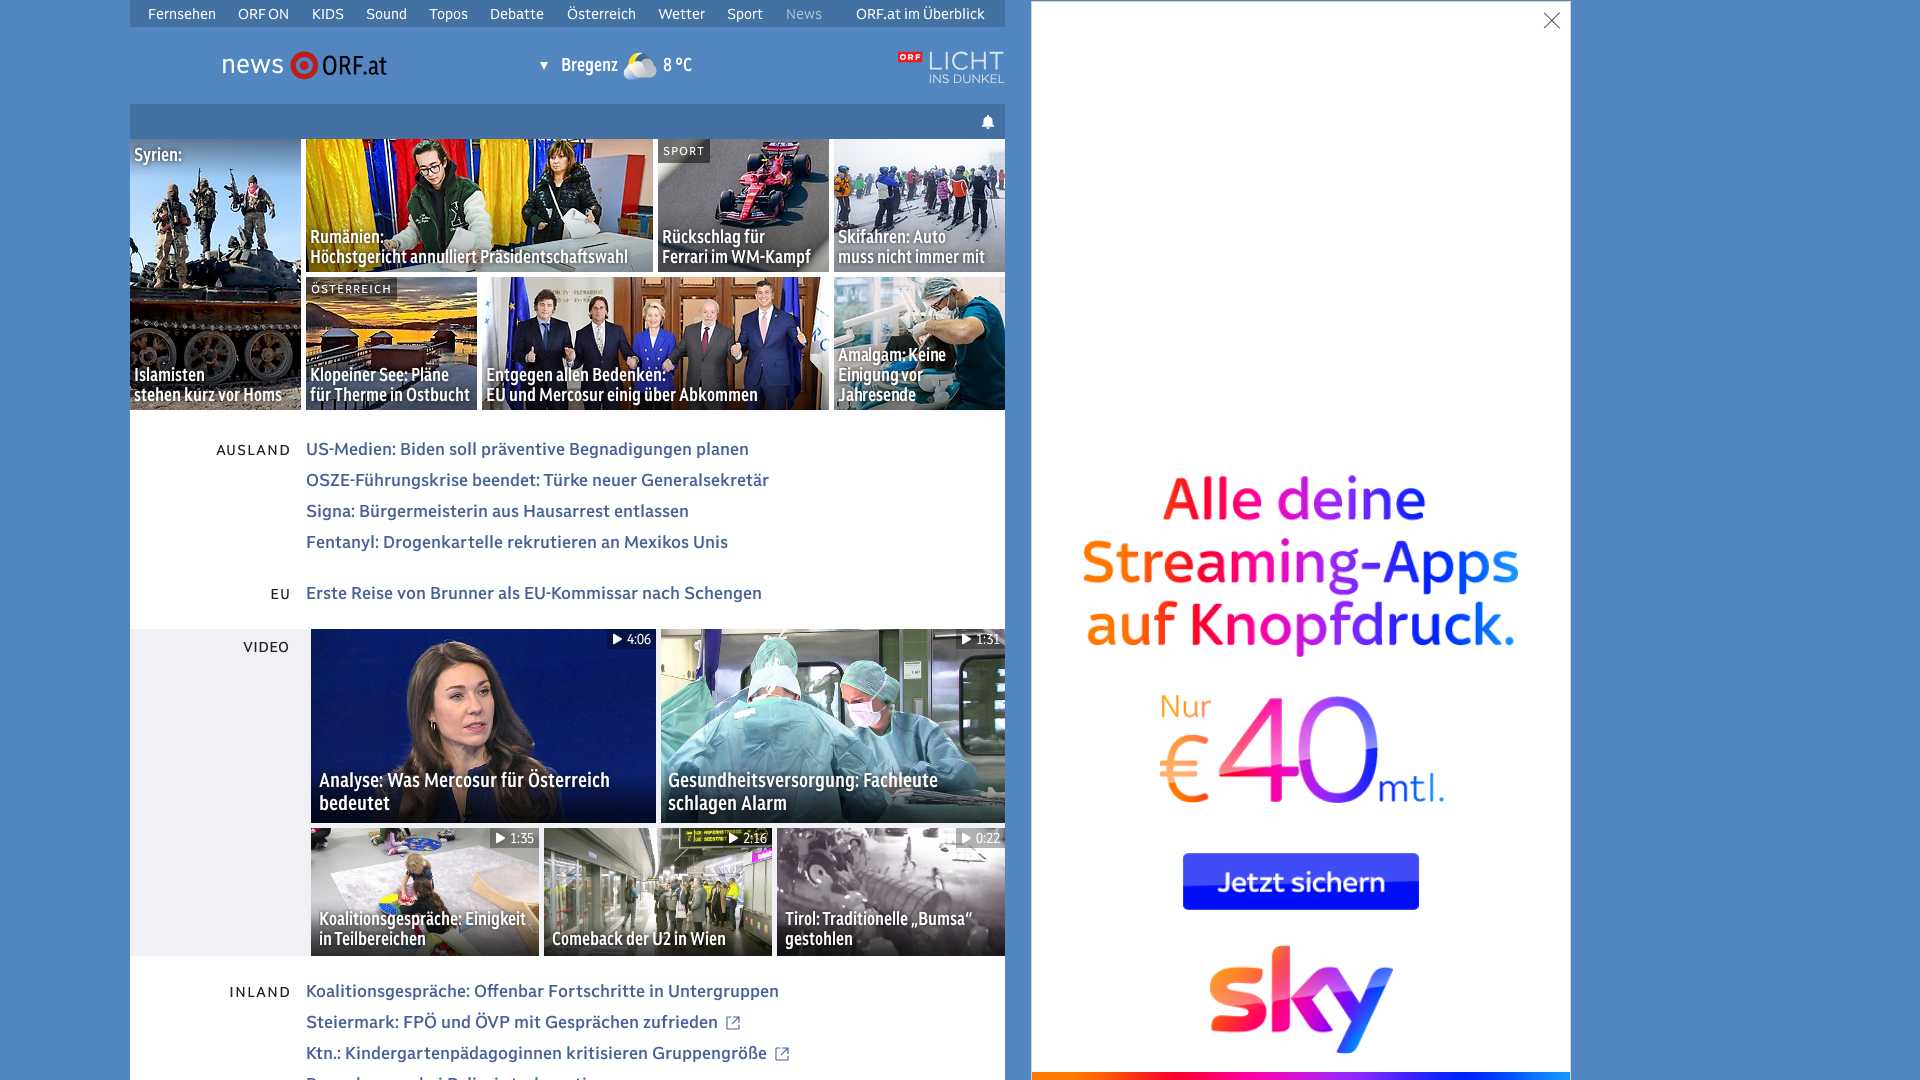 Fernsehen ORF ON KIDS Sound Topos Debatte Österreich Wetter Sport News ORF.at im Überblick
news ORF.at
▼ Bregenz 8 °C
ORF LICHT
INS DUNKEL
Syrien:
Islamisten
stehen kurz vor Homs
Rumänien:
Höchstgericht annulliert Präsidentschaftswahl
SPORT
Rückschlag für
Ferrari im WM-Kampf
Skifahren: Auto
muss nicht immer mit
ÖSTERREICH
Klopeiner See: Pläne
für Therme in Ostbucht
Entgegen allen Bedenken:
EU und Mercosur einig über Abkommen
Amalgam: Keine
Einigung vor
Jahresende
AUSLAND
US-Medien: Biden soll präventive Begnadigungen planen
OSZE-Führungskrise beendet: Türke neuer Generalsekretär
Signa: Bürgermeisterin aus Hausarrest entlassen
Fentanyl: Drogenkartelle rekrutieren an Mexikos Unis
EU
Erste Reise von Brunner als EU-Kommissar nach Schengen
VIDEO
4:06
Analyse: Was Mercosur für Österreich
bedeutet
1:31
Gesundheitsversorgung: Fachleute
schlagen Alarm
1:35
Koalitionsgespräche: Einigkeit
in Teilbereichen
2:16
Comeback der U2 in Wien
0:22
Tirol: Traditionelle „Bumsa“
gestohlen
INLAND
Koalitionsgespräche: Offenbar Fortschritte in Untergruppen
Steiermark: FPÖ und ÖVP mit Gesprächen zufrieden
Ktn.: Kindergartenpädagoginnen kritisieren Gruppengröße
Alle deine
Streaming-Apps
auf Knopfdruck.
Nur
€40 mtl.
Jetzt sichern
sky